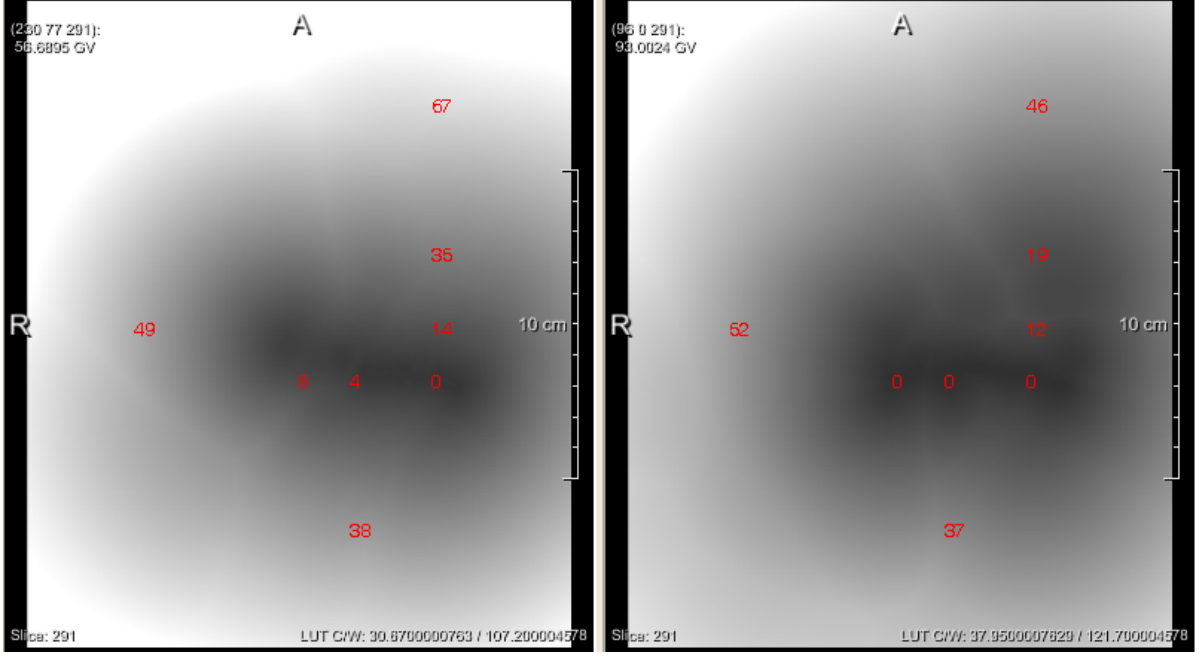 A
(230 77 291):
56.6895 GV
67
35
R
49
14
10 cm
8 4 0
38
Slice: 291
LUT C/W: 30.6700000763 / 107.200004578
A
(96 0 291):
93.0024 GV
46
19
R
52
12
10 cm
0 0 0
37
Slice: 291
LUT C/W: 37.9500007629 / 121.700004578